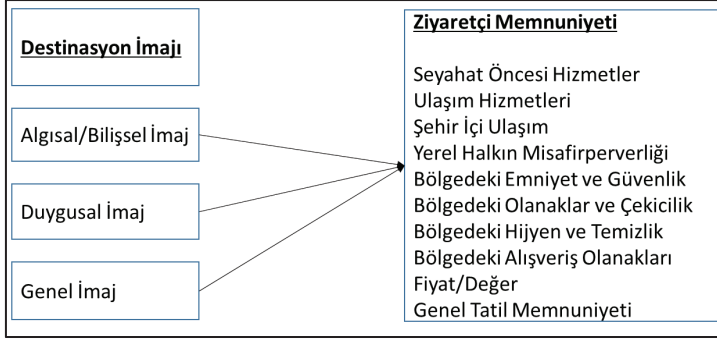 Destinasyon İmajı
Algısal/Bilişsel İmaj
Duygusal İmaj
Genel İmaj
Ziyaretçi Memnuniyeti
Seyahat Öncesi Hizmetler
Ulaşım Hizmetleri
Şehir İçi Ulaşım
Yerel Halkın Misafirperverliği
Bölgedeki Emniyet ve Güvenlik
Bölgedeki Olanaklar ve Çekicilik
Bölgedeki Hijyen ve Temizlik
Bölgedeki Alışveriş Olanakları
Fiyat/Değer
Genel Tatil Memnuniyeti